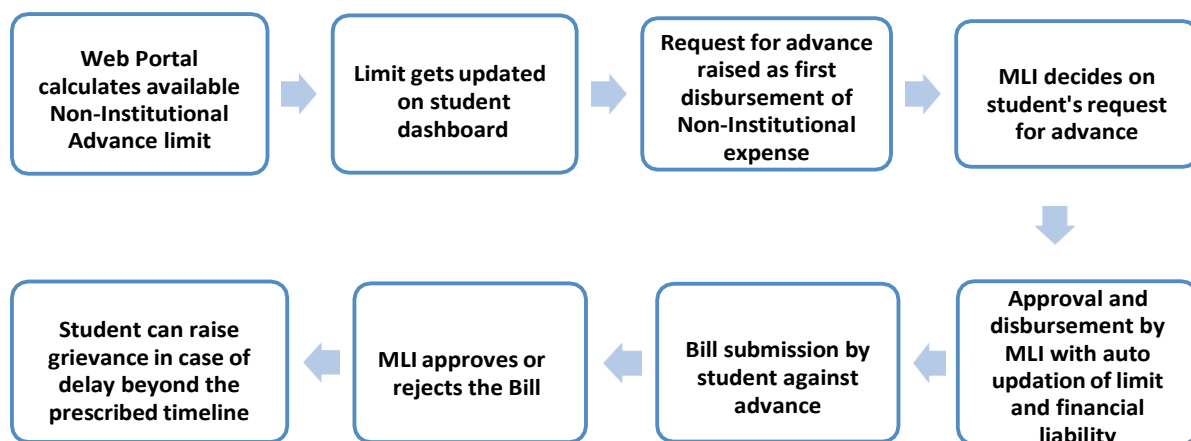 Web Portal
calculates available
Non-Institutional
Advance limit
Limit gets updated
on student
dashboard
Request for advance
raised as first
disbursement of
Non-Institutional
expense
MLI decides on
student's request
for advance
Approval and
disbursement by
MLI with auto
updation of limit
and financial
liability
Bill submission by
student against
advance
MLI approves or
rejects the Bill
Student can raise
grievance in case of
delay beyond the
prescribed timeline